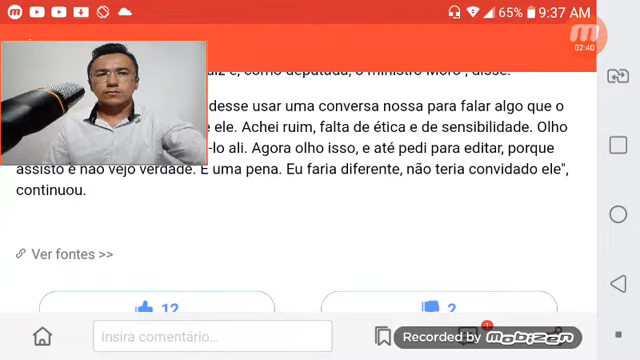 65% 9:37 AM
02:40
como deputada, o ministro Moro", disse.
desse usar uma conversa nossa para falar algo que o
ele. Achei ruim, falta de ética e de sensibilidade. Olho
-lo ali. Agora olho isso, e até pedi para editar, porque
assisto e não vejo verdade. É uma pena. Eu faria diferente, não teria convidado ele",
continuou.
Ver fontes >>
12
2
Insira comentário...
1
Recorded by mobizen